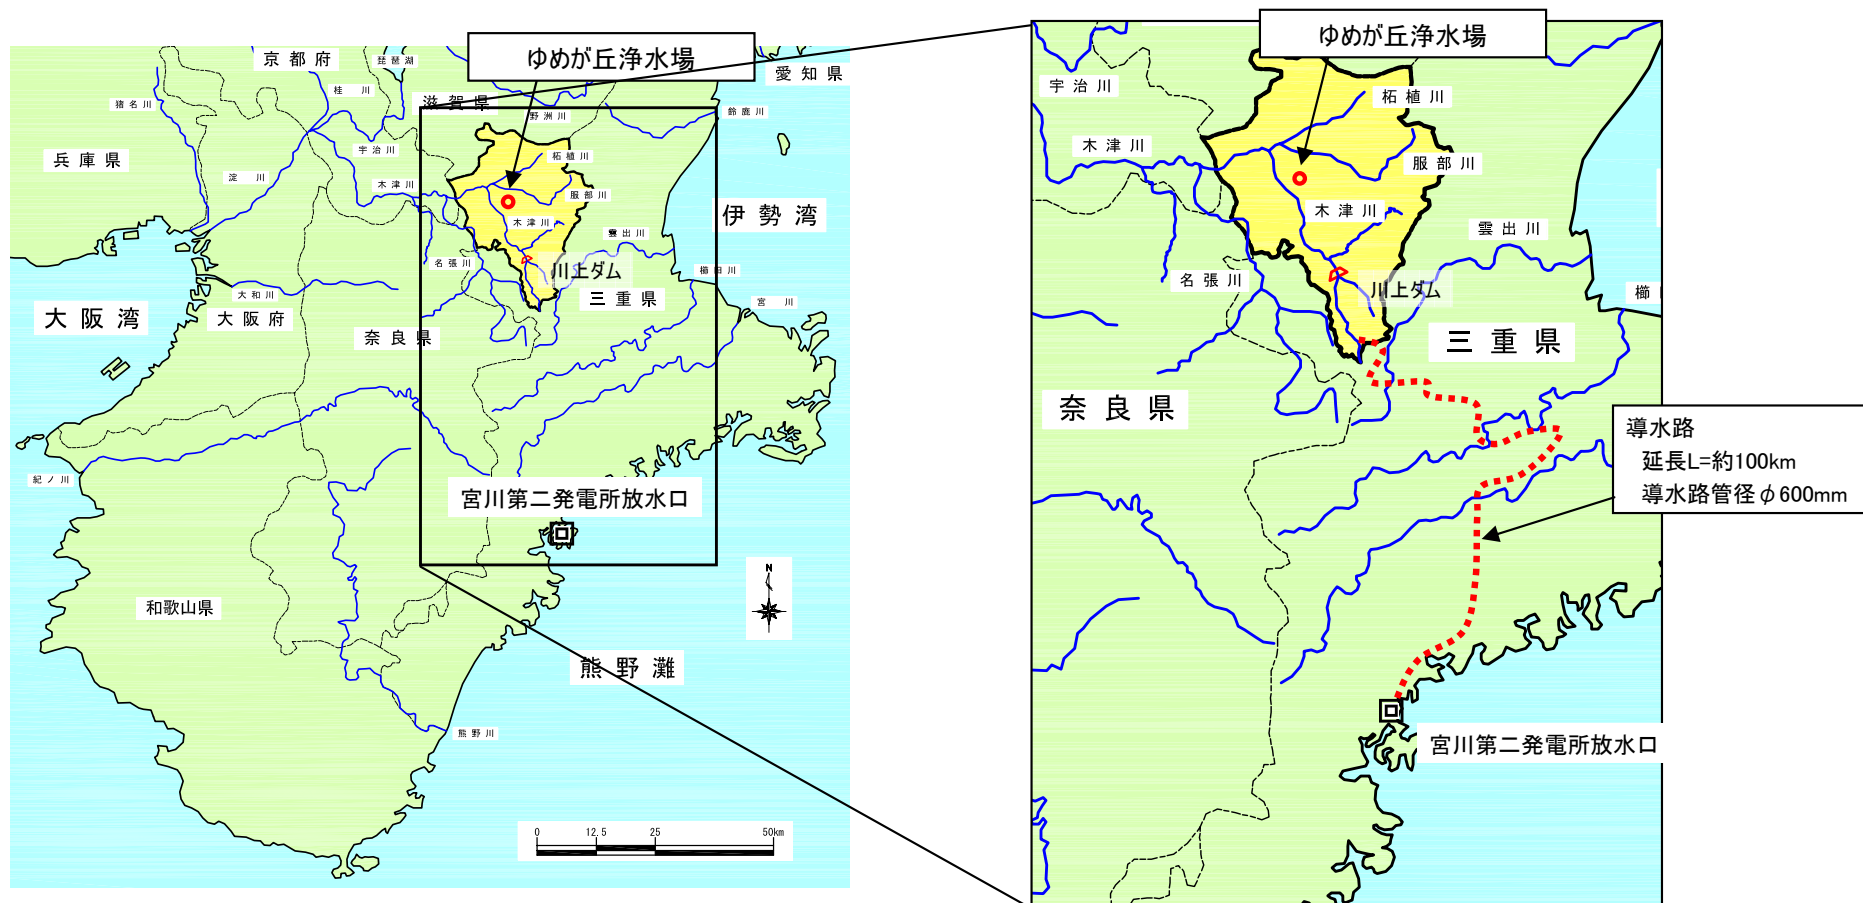 ゆめが丘浄水場
京都府
琵琶湖
愛知県
猪名川
桂川
滋賀県
野洲川
鈴鹿川
兵庫県
宇治川
柘植川
淀川
木津川
服部川
伊勢湾
木津川
雲出川
名張川
川上ダム
櫛田川
大和川
三重県
宮川
大阪湾
大阪府
奈良県
紀ノ川
宮川第二発電所放水口
N
和歌山県
熊野灘
熊野川
0 12.5 25 50km
ゆめが丘浄水場
宇治川
柘植川
木津川
服部川
木津川
雲出川
名張川
川上ダム
櫛
三重県
奈良県
導水路
延長L=約100km
導水路管径φ600mm
宮川第二発電所放水口